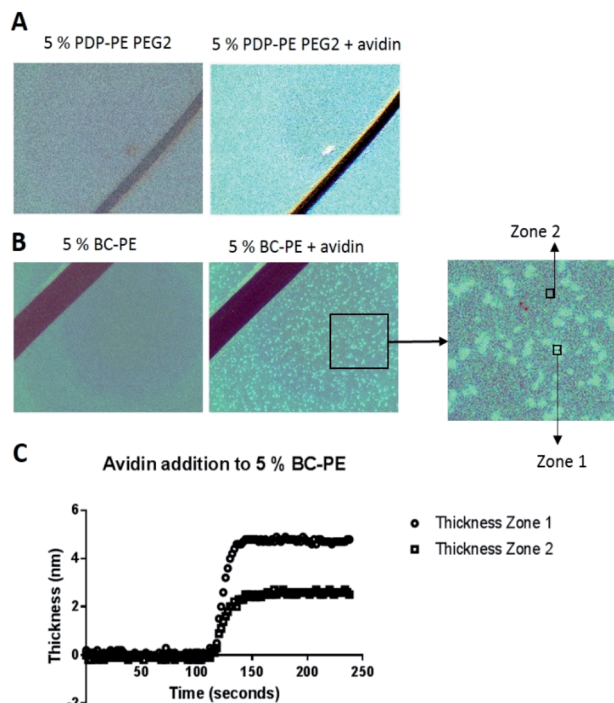 A
5 % PDP-PE PEG2
5 % PDP-PE PEG2 + avidin
B
5 % BC-PE
5 % BC-PE + avidin
Zone 2
Zone 1
C
Avidin addition to 5 % BC-PE
Thickness (nm)
6
4
2
0
-2
50
100
150
200
250
Time (seconds)
Thickness Zone 1
Thickness Zone 2